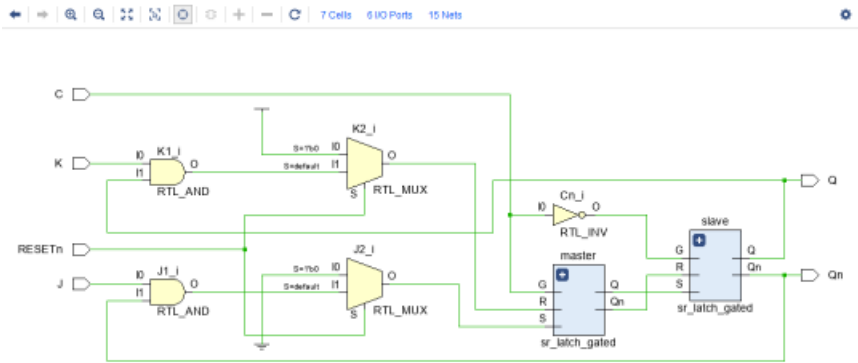 7 Cells 6 I/O Ports 15 Nets
C
K2_i
S=1'b0 I0 O
K I0 K1_i O S=default I1
I1 RTL_AND S RTL_MUX
Q
Cn_i
I0 O
RTL_INV
slave
RESETn
J2_i
G Q
R Qn
S
sr_latch_gated
Qn
master
J I0 J1_i O S=1'b0 I0 O
I1 S=default I1
RTL_AND S RTL_MUX
G Q
R Qn
S
sr_latch_gated